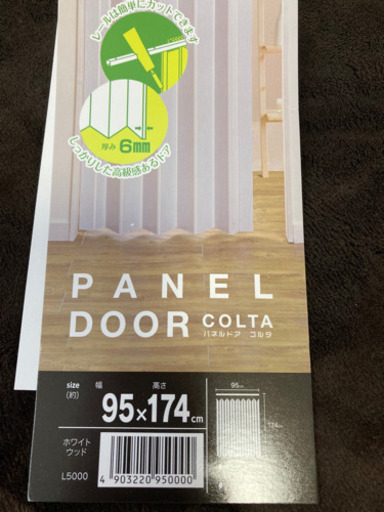 レールは簡単にカットできます
厚み 6mm
しっかりした高級感あるドア
PANEL
DOOR COLTA
パネルドア コルタ
size
(約)
幅 高さ
95×174cm
95cm
174cm
ホワイト
ウッド
L5000
4 903220 950000